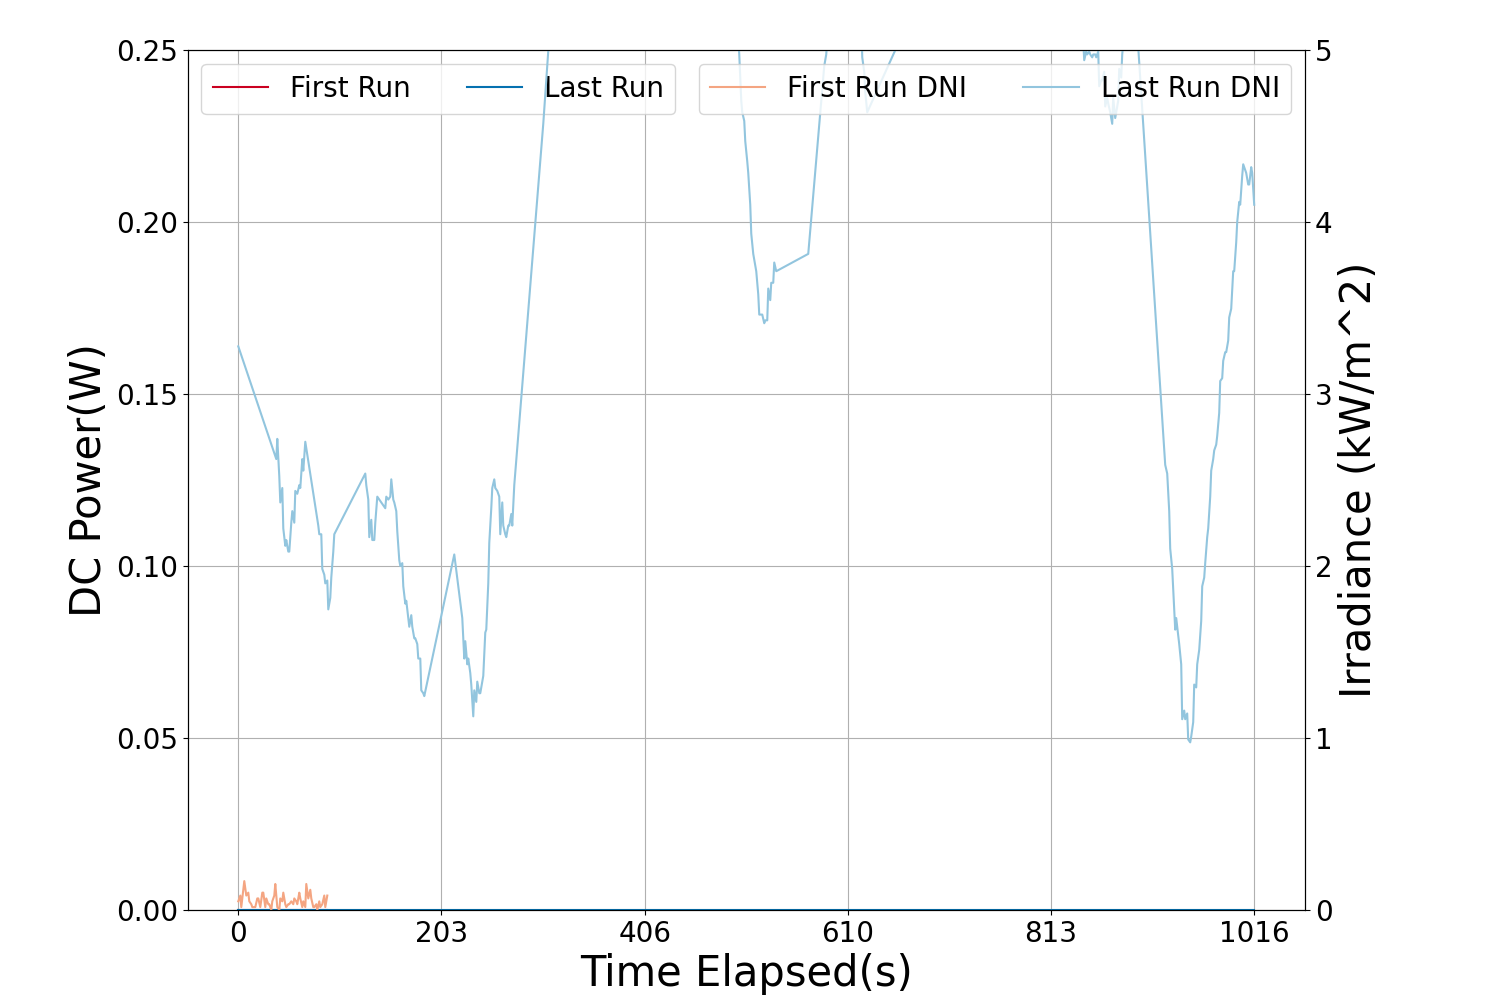 First Run
Last Run
First Run DNI
Last Run DNI
DC Power(W)
0.25
0.20
0.15
0.10
0.05
0.00
5
4
3
2
1
0
Irradiance (kW/m^2)
0 203 406 610 813 1016
Time Elapsed(s)